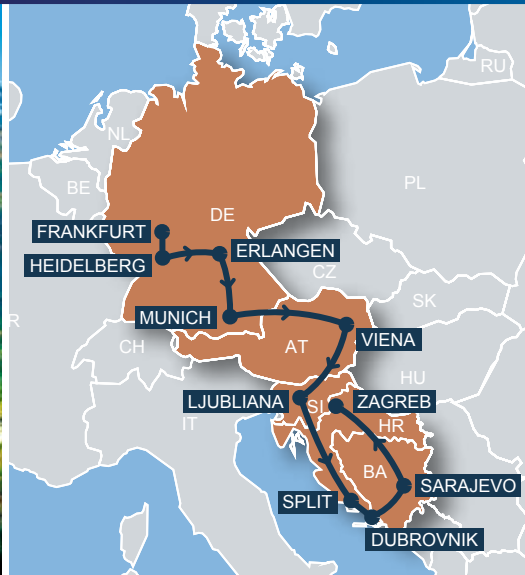 RU
NL
PL
BE
DE
FRANKFURT
ERLANGEN
HEIDELBERG
CZ
SK
MUNICH
R
VIENA
CH
AT
HU
LJUBLIANA
SI
ZAGREB
IT
HR
BA
SARAJEVO
SPLIT
DUBROVNIK